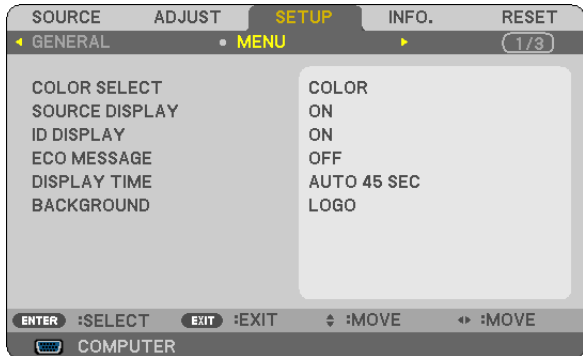 SOURCE ADJUST SETUP INFO. RESET
GENERAL MENU (1/3)
COLOR SELECT COLOR
SOURCE DISPLAY ON
ID DISPLAY ON
ECO MESSAGE OFF
DISPLAY TIME AUTO 45 SEC
BACKGROUND LOGO
ENTER :SELECT EXIT :EXIT :MOVE :MOVE
COMPUTER